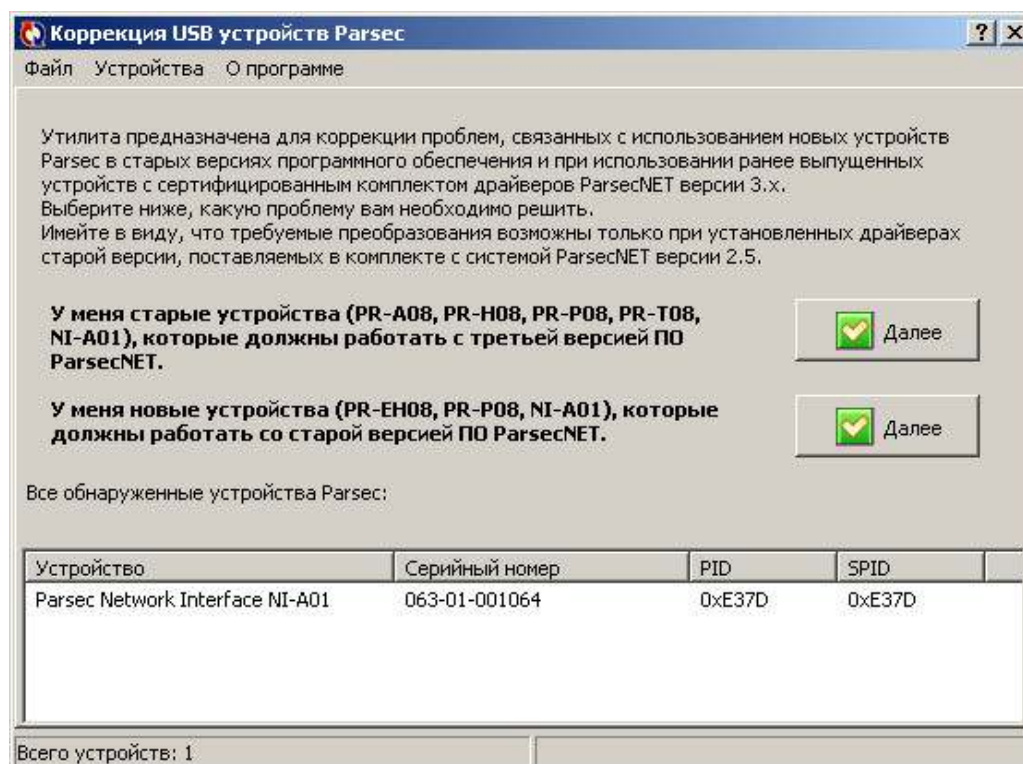 Коррекция USB устройств Parsec
Файл Устройства О программе
Утилита предназначена для коррекции проблем, связанных с использованием новых устройств
Parsec в старых версиях программного обеспечения и при использовании ранее выпущенных
устройств с сертифицированным комплектом драйверов ParsecNET версии 3.x.
Выберите ниже, какую проблему вам необходимо решить.
Имейте в виду, что требуемые преобразования возможны только при установленных драйверах
старой версии, поставляемых в комплекте с системой ParsecNET версии 2.5.
У меня старые устройства (PR-A08, PR-H08, PR-P08, PR-T08,
NI-A01), которые должны работать с третьей версией ПО
ParsecNET.
Далее
У меня новые устройства (PR-EH08, PR-P08, NI-A01), которые
должны работать со старой версией ПО ParsecNET.
Далее
Все обнаруженные устройства Parsec:
Устройство Серийный номер PID SPID
Parsec Network Interface NI-A01 063-01-001064 0xE37D 0xE37D
Всего устройств: 1